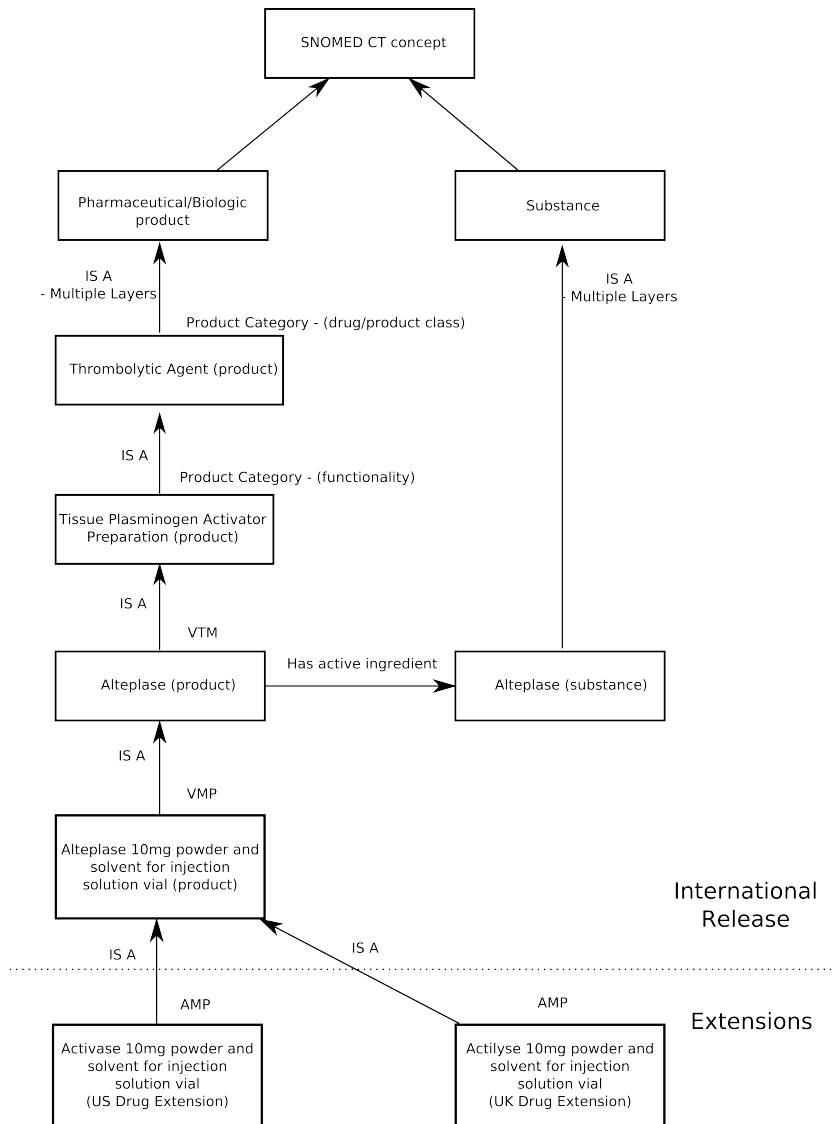 SNOMED CT concept
Pharmaceutical/Biologic
product
Substance
IS A
- Multiple Layers
IS A
- Multiple Layers
Product Category - (drug/product class)
Thrombolytic Agent (product)
IS A
Product Category - (functionality)
Tissue Plasminogen Activator
Preparation (product)
IS A
VTM
Has active ingredient
Alteplase (product)
Alteplase (substance)
IS A
VMP
Alteplase 10mg powder and
solvent for injection
solution vial (product)
International
Release
IS A
IS A
AMP
AMP
Extensions
Activase 10mg powder and
solvent for injection
solution vial
(US Drug Extension)
Actilyse 10mg powder and
solvent for injection
solution vial
(UK Drug Extension)